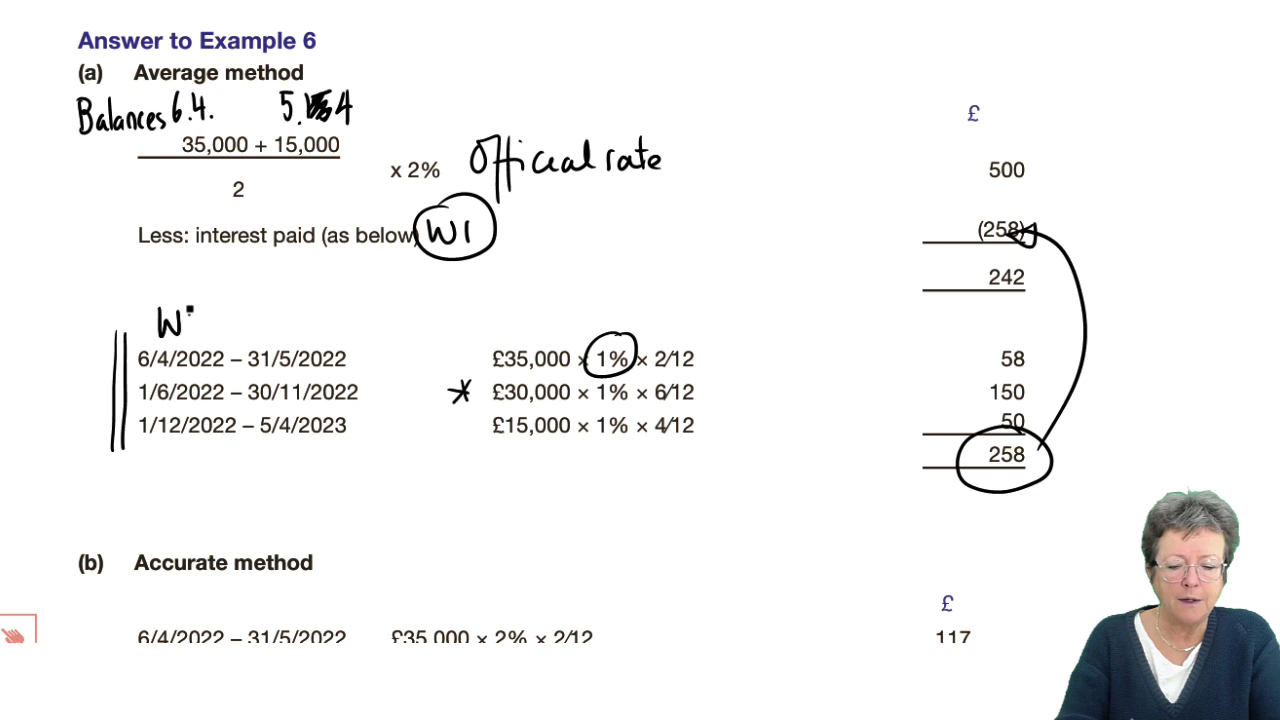 Answer to Example 6
(a) Average method
Balances 6.4. 5.4
£
35,000 + 15,000
x 2% Official rate 500
2
Less: interest paid (as below) W1 (258)
242
W
6/4/2022 – 31/5/2022 £35,000 × 1% × 2/12 58
1/6/2022 – 30/11/2022 * £30,000 × 1% × 6/12 150
1/12/2022 – 5/4/2023 £15,000 × 1% × 4/12 50
258
(b) Accurate method
£
6/4/2022 – 31/5/2022 £35,000 × 2% × 2/12 117